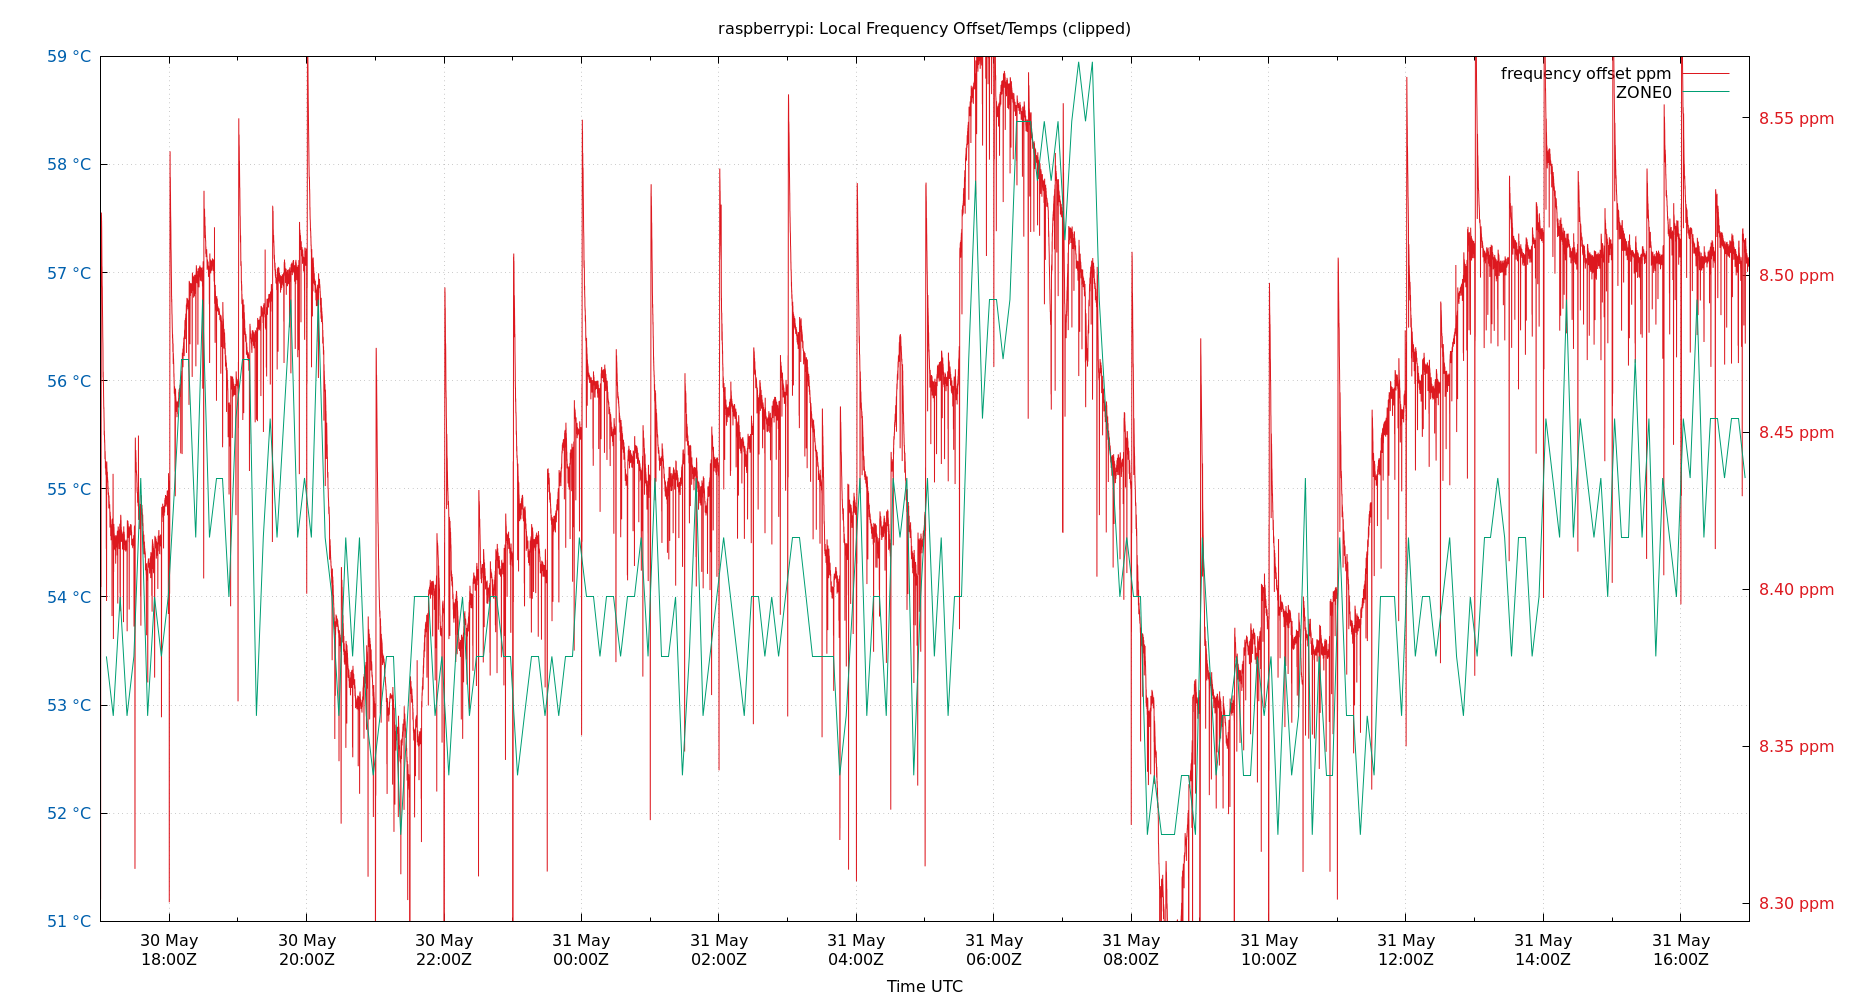 raspberrypi: Local Frequency Offset/Temps (clipped)
59 °C
58 °C
57 °C
56 °C
55 °C
54 °C
53 °C
52 °C
51 °C
frequency offset ppm
ZONE0
8.55 ppm
8.50 ppm
8.45 ppm
8.40 ppm
8.35 ppm
8.30 ppm
30 May
18:00Z
30 May
20:00Z
30 May
22:00Z
31 May
00:00Z
31 May
02:00Z
31 May
04:00Z
31 May
06:00Z
31 May
08:00Z
31 May
10:00Z
31 May
12:00Z
31 May
14:00Z
31 May
16:00Z
Time UTC